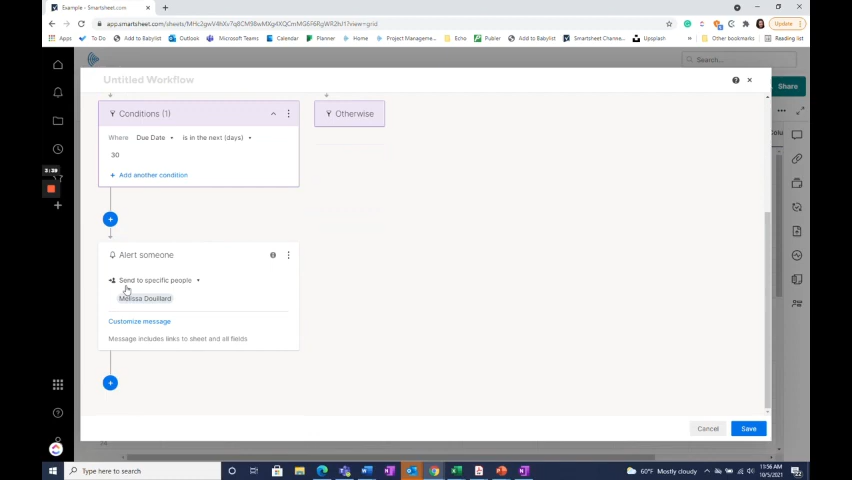 Example - Smartsheet.com
app.smartsheet.com/sheets/
Update
Apps To Do Add to Babylist Outlook Microsoft Teams Calendar Planner Home Project Management... Echo Publer Add to Babylist Smartsheet Channe... Upsplash Other bookmarks Reading list
Search...
Untitled Workflow
Share
Conditions (1)
Otherwise
Where Due Date is in the next (days)
30
+ Add another condition
3:39
Alert someone
Send to specific people
Melissa Douillard
Customize message
Message includes links to sheet and all fields
Cancel Save
Type here to search
60°F Mostly cloudy
11:56 AM
10/5/2021